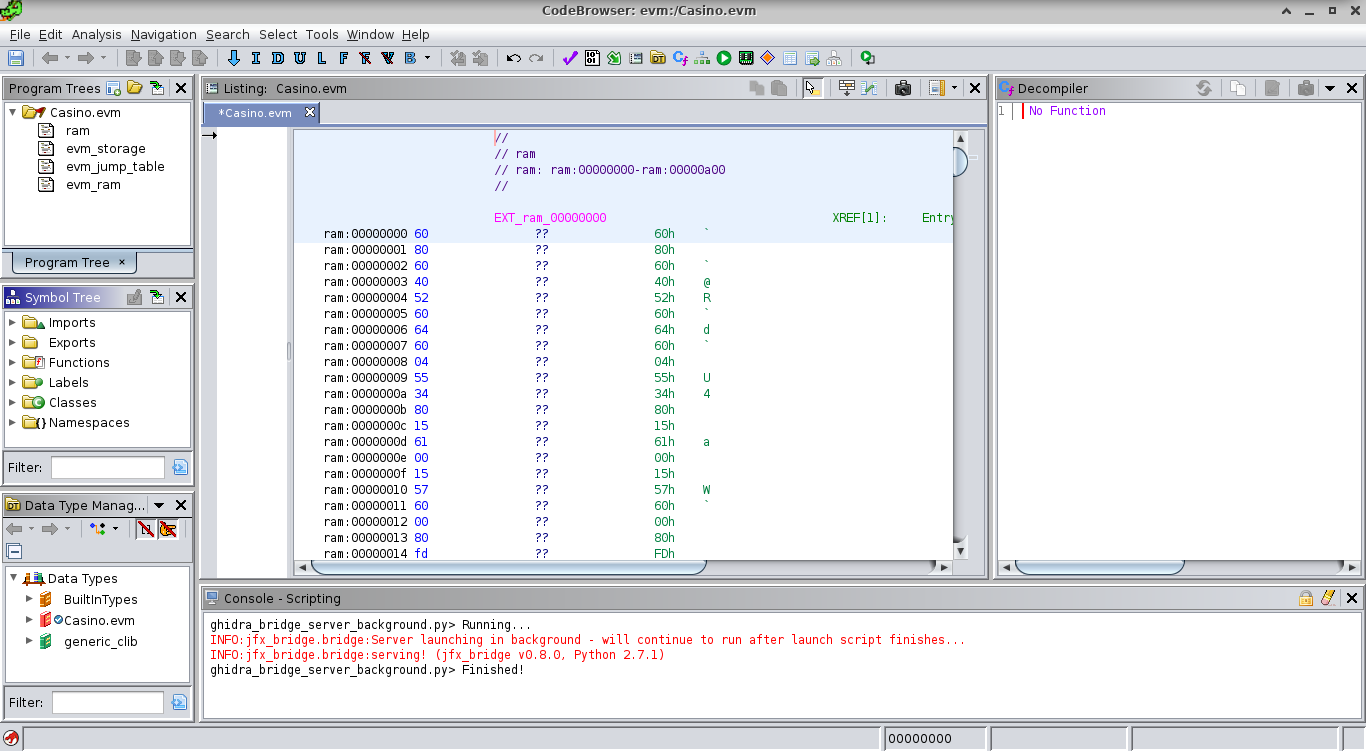 CodeBrowser: evm:/Casino.evm
File Edit Analysis Navigation Search Select Tools Window Help
I D U L F R V B
Program Trees
Casino.evm
ram
evm_storage
evm_jump_table
evm_ram
Program Tree ×
Symbol Tree
Imports
Exports
Functions
Labels
Classes
Namespaces
Filter:
Data Type Manag...
Data Types
BuiltInTypes
Casino.evm
generic_clib
Filter:
Listing: Casino.evm
*Casino.evm
//
// ram
// ram: ram:00000000-ram:00000a00
//
EXT_ram_00000000 XREF[1]: Entry
ram:00000000 60 ?? 60h `
ram:00000001 80 ?? 80h
ram:00000002 60 ?? 60h `
ram:00000003 40 ?? 40h @
ram:00000004 52 ?? 52h R
ram:00000005 60 ?? 60h `
ram:00000006 64 ?? 64h d
ram:00000007 60 ?? 60h `
ram:00000008 04 ?? 04h
ram:00000009 55 ?? 55h U
ram:0000000a 34 ?? 34h 4
ram:0000000b 80 ?? 80h
ram:0000000c 15 ?? 15h
ram:0000000d 61 ?? 61h a
ram:0000000e 00 ?? 00h
ram:0000000f 15 ?? 15h
ram:00000010 57 ?? 57h W
ram:00000011 60 ?? 60h `
ram:00000012 00 ?? 00h
ram:00000013 80 ?? 80h
ram:00000014 fd ?? FDh
Decompiler
1 No Function
Console - Scripting
ghidra_bridge_server_background.py> Running...
INFO:jfx_bridge.bridge:Server launching in background - will continue to run after launch script finishes...
INFO:jfx_bridge.bridge:serving! (jfx_bridge v0.8.0, Python 2.7.1)
ghidra_bridge_server_background.py> Finished!
00000000